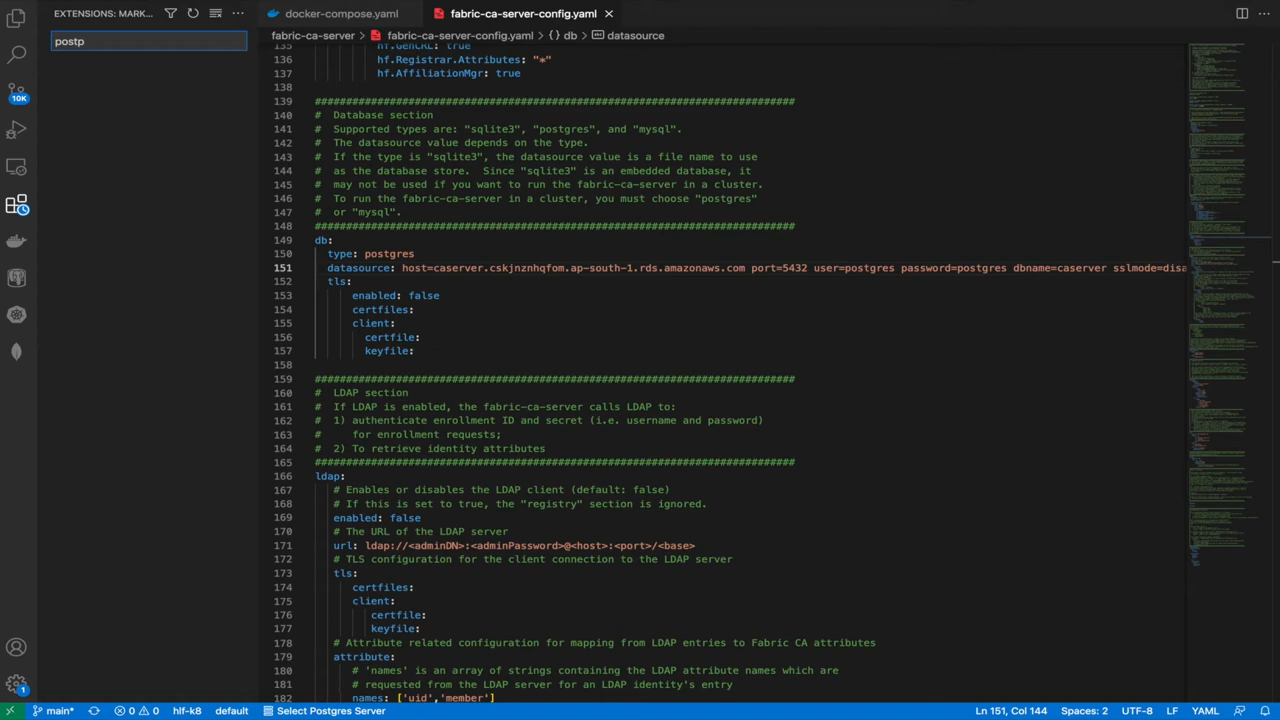 EXTENSIONS: MARK...
postp
10K
1
docker-compose.yaml
fabric-ca-server-config.yaml
fabric-ca-server > fabric-ca-server-config.yaml > {} db > datasource
135 hf.GenCRL: true
136 hf.Registrar.Attributes: "*"
137 hf.AffiliationMgr: true
138
139 #############################################################################
140 # Database section
141 # Supported types are: "sqlite3", "postgres", and "mysql".
142 # The datasource value depends on the type.
143 # If the type is "sqlite3", the datasource value is a file name to use
144 # as the database store. Since "sqlite3" is an embedded database, it
145 # may not be used if you want to run the fabric-ca-server in a cluster.
146 # To run the fabric-ca-server in a cluster, you must choose "postgres"
147 # or "mysql".
148 #############################################################################
149 db:
150 type: postgres
151 datasource: host=caserver.cxkjnznhqfom.ap-south-1.rds.amazonaws.com port=5432 user=postgres password=postgres dbname=caserver sslmode=disa
152 tls:
153 enabled: false
154 certfiles:
155 client:
156 certfile:
157 keyfile:
158
159 #############################################################################
160 # LDAP section
161 # If LDAP is enabled, the fabric-ca-server calls LDAP to:
162 # 1) authenticate enrollment ID and secret (i.e. username and password)
163 # for enrollment requests;
164 # 2) To retrieve identity attributes
165 #############################################################################
166 ldap:
167 # Enables or disables the LDAP client (default: false)
168 # If this is set to true, the "registry" section is ignored.
169 enabled: false
170 # The URL of the LDAP server
171 url: ldap://<adminDN>:<adminPassword>@<host>:<port>/<base>
172 # TLS configuration for the client connection to the LDAP server
173 tls:
174 certfiles:
175 client:
176 certfile:
177 keyfile:
178 # Attribute related configuration for mapping from LDAP entries to Fabric CA attributes
179 attribute:
180 # 'names' is an array of strings containing the LDAP attribute names which are
181 # requested from the LDAP server for an LDAP identity's entry
182 names: ['uid','member']
main* 0 0 hlf-k8 default Select Postgres Server Ln 151, Col 144 Spaces: 2 UTF-8 LF YAML